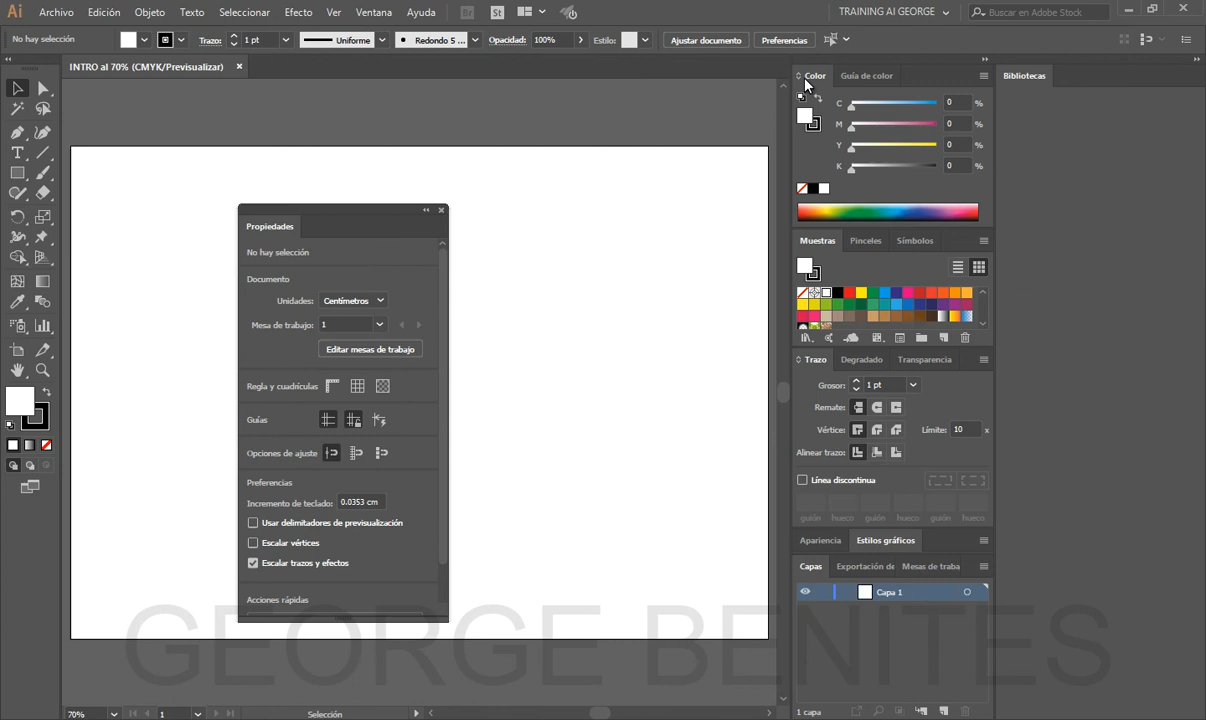 Ai Archivo Edición Objeto Texto Seleccionar Efecto Ver Ventana Ayuda Br St TRAINING AI GEORGE Buscar en Adobe Stock
No hay selección Trazo: 1 pt Uniforme Redondo 5 ... Opacidad: 100% Estilo: Ajustar documento Preferencias
INTRO al 70% (CMYK/Previsualizar)
Color Guía de color
Bibliotecas
C 0 %
M 0 %
Y 0 %
K 0 %
Muestras Pinceles Símbolos
Propiedades
No hay selección
Documento
Unidades: Centímetros
Mesa de trabajo: 1
Editar mesas de trabajo
Regla y cuadrículas
Guías
Opciones de ajuste
Preferencias
Incremento de teclado: 0.0353 cm
Usar delimitadores de previsualización
Escalar vértices
Escalar trazos y efectos
Acciones rápidas
Trazo Degradado Transparencia
Grosor: 1 pt
Remate:
Vértice: Límite: 10 x
Alinear trazo:
Línea discontinua
guión hueco guión hueco guión hueco
Apariencia Estilos gráficos
Capas Exportación de Mesas de traba
Capa 1
GEORGE BENITES
70% 1 Selección
1 capa